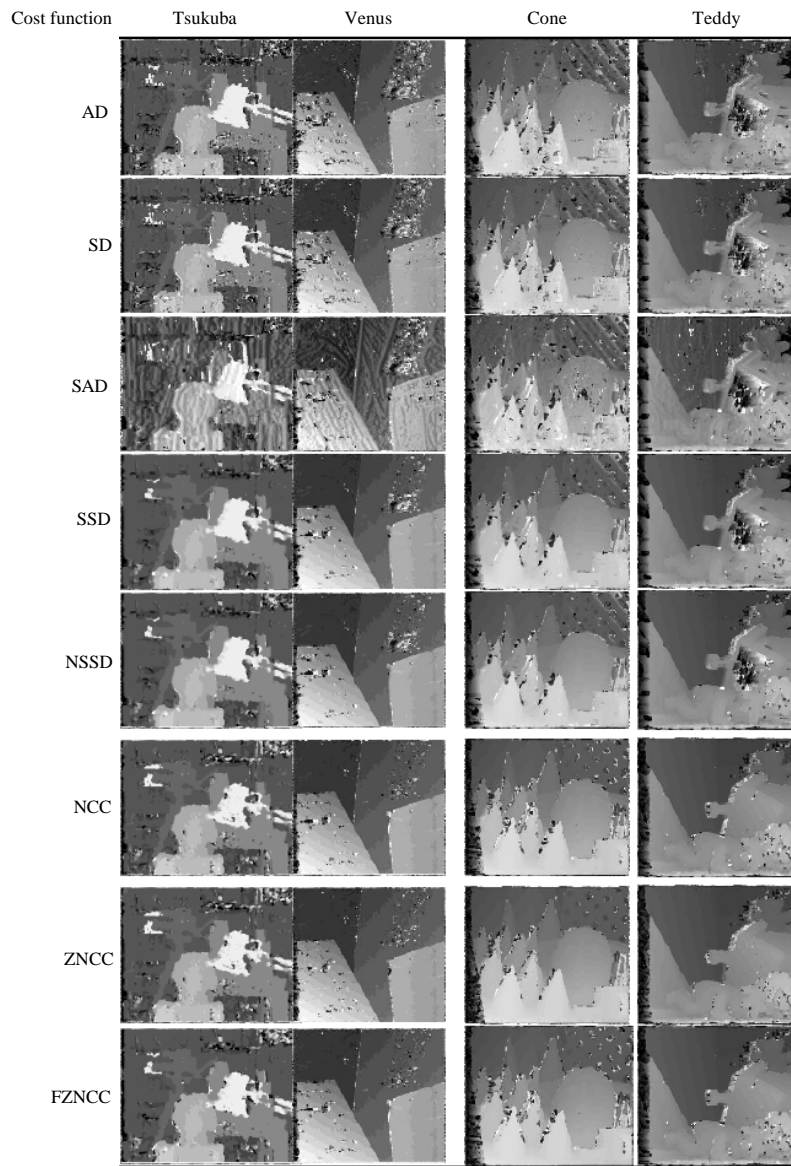 Cost function Tsukuba Venus Cone Teddy
AD
SD
SAD
SSD
NSSD
NCC
ZNCC
FZNCC